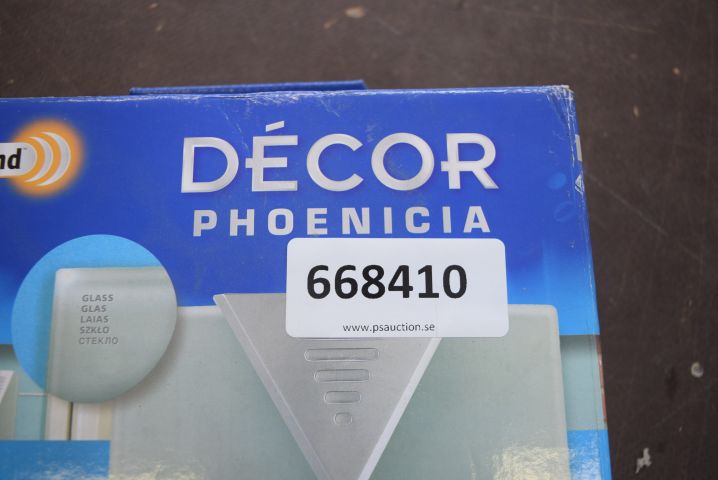 nd
DÉCOR
PHOENICIA
668410
www.psauction.se
GLASS
GLAS
LAIAS
SZKŁO
СТЕКЛО